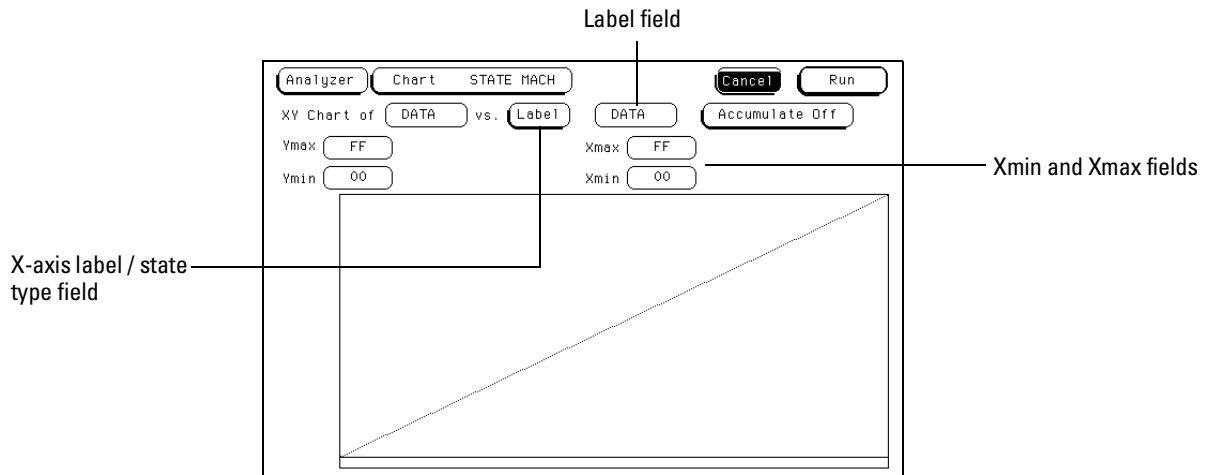 Label field
Analyzer Chart STATE MACH Cancel Run
XY Chart of DATA vs. Label DATA Accumulate Off
Ymax FF Xmax FF
Ymin 00 Xmin 00
Xmin and Xmax fields
X-axis label / state
type field